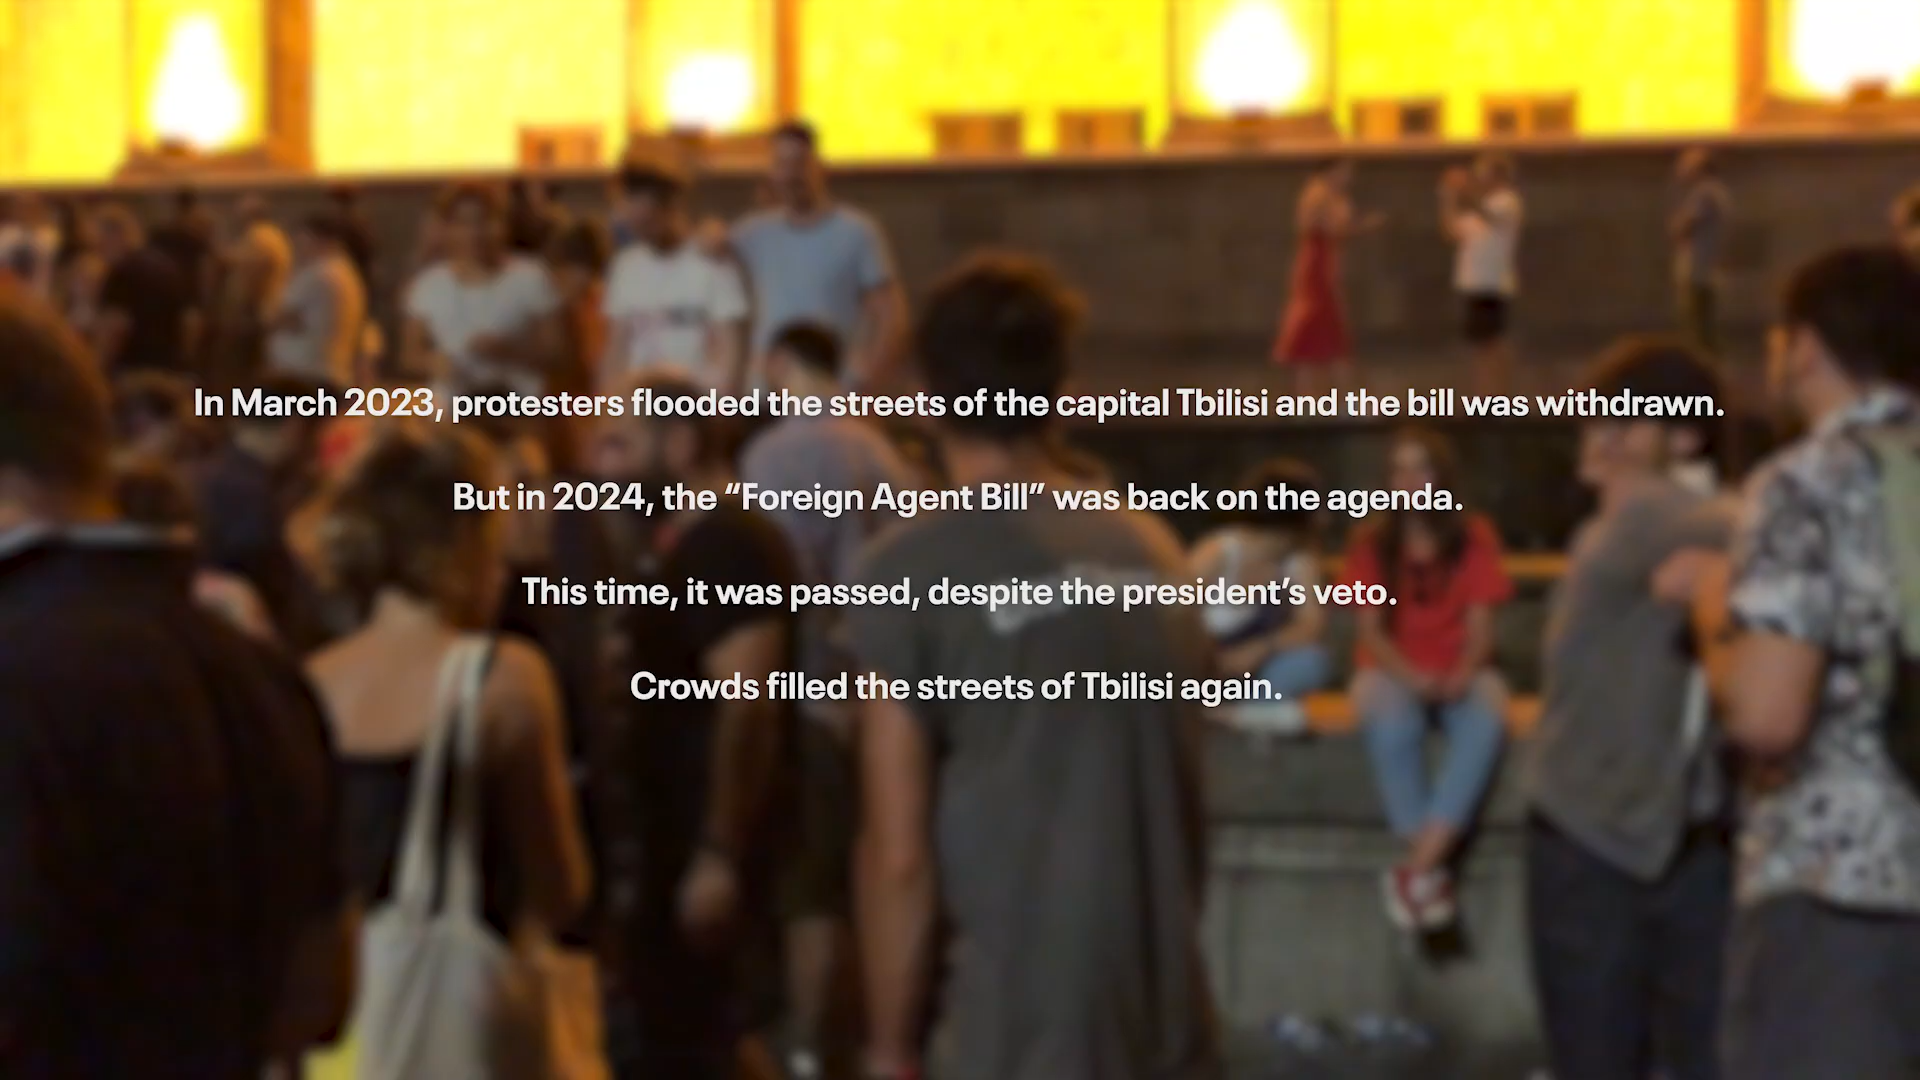 In March 2023, protesters flooded the streets of the capital Tbilisi and the bill was withdrawn.
But in 2024, the “Foreign Agent Bill” was back on the agenda.
This time, it was passed, despite the president’s veto.
Crowds filled the streets of Tbilisi again.